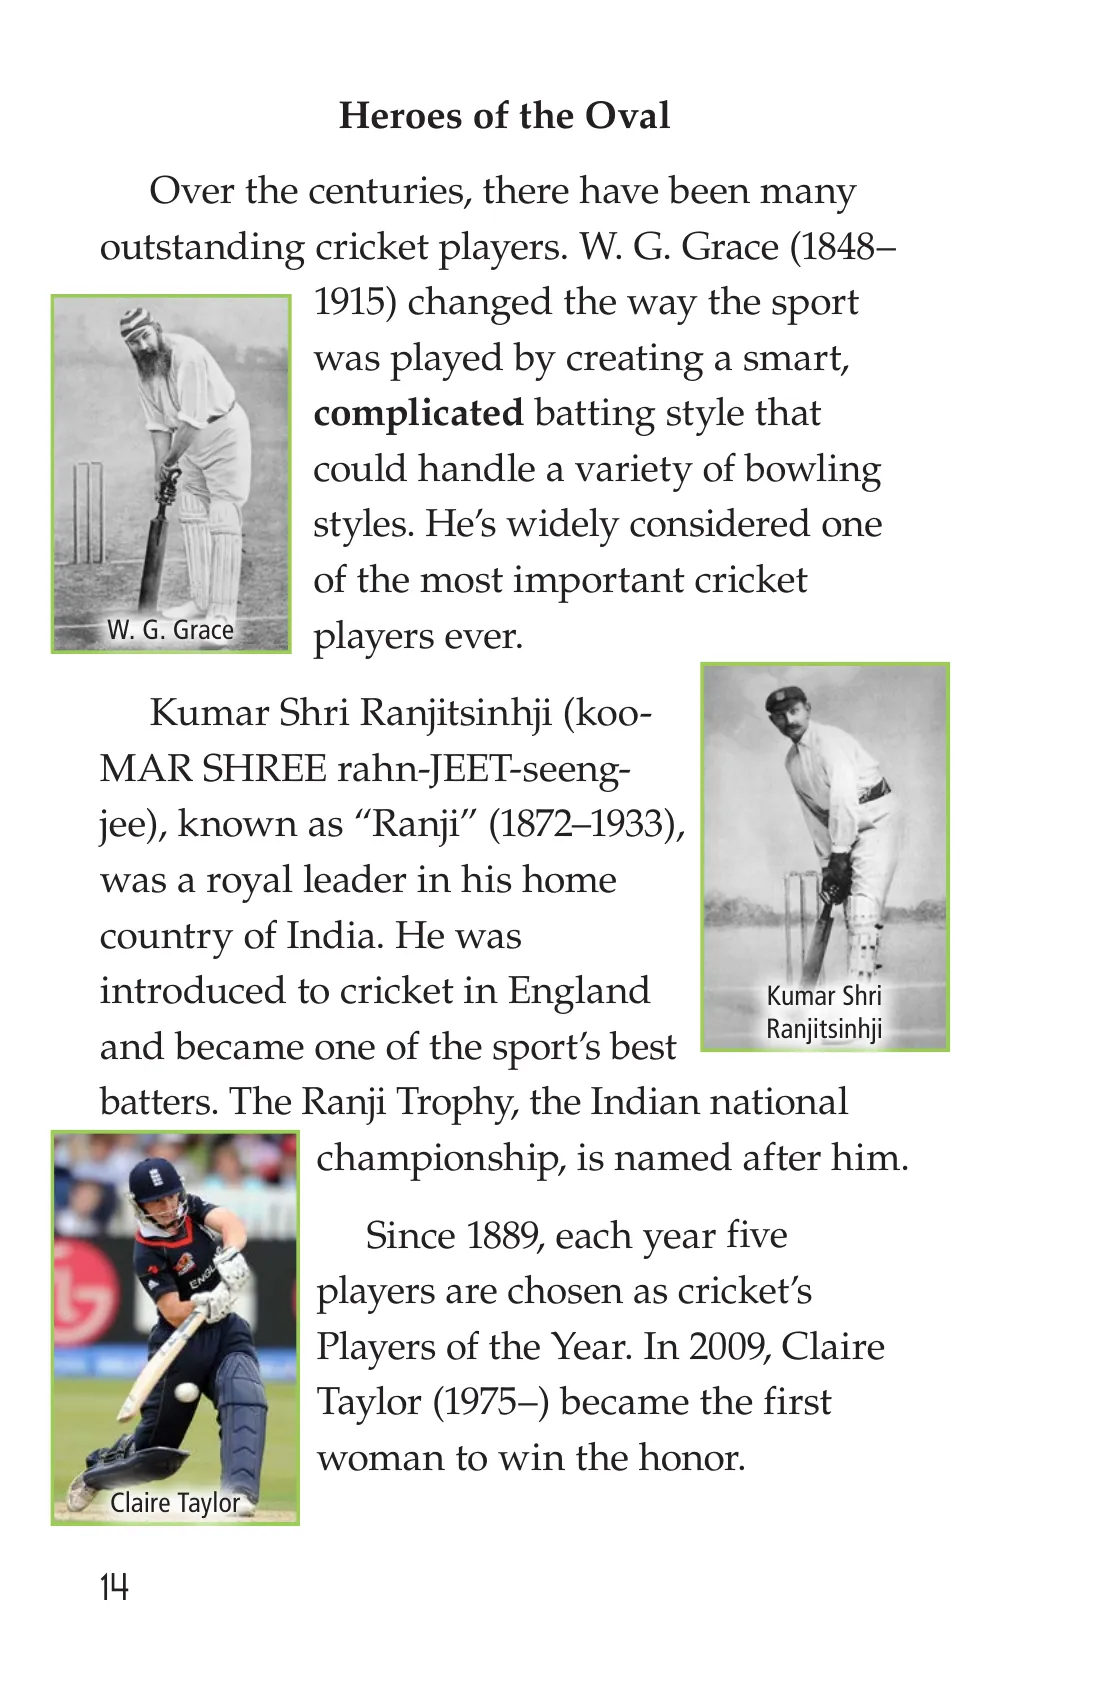 Heroes of the Oval
Over the centuries, there have been many
outstanding cricket players. W. G. Grace (1848–
1915) changed the way the sport
was played by creating a smart,
complicated batting style that
could handle a variety of bowling
styles. He’s widely considered one
of the most important cricket
players ever.
W. G. Grace
Kumar Shri Ranjitsinhji (koo-
MAR SHREE rahn-JEET-seeng-
jee), known as “Ranji” (1872–1933),
was a royal leader in his home
country of India. He was
introduced to cricket in England
and became one of the sport’s best
batters. The Ranji Trophy, the Indian national
championship, is named after him.
Kumar Shri
Ranjitsinhji
Since 1889, each year five
players are chosen as cricket’s
Players of the Year. In 2009, Claire
Taylor (1975–) became the first
woman to win the honor.
ENGL
Claire Taylor
14